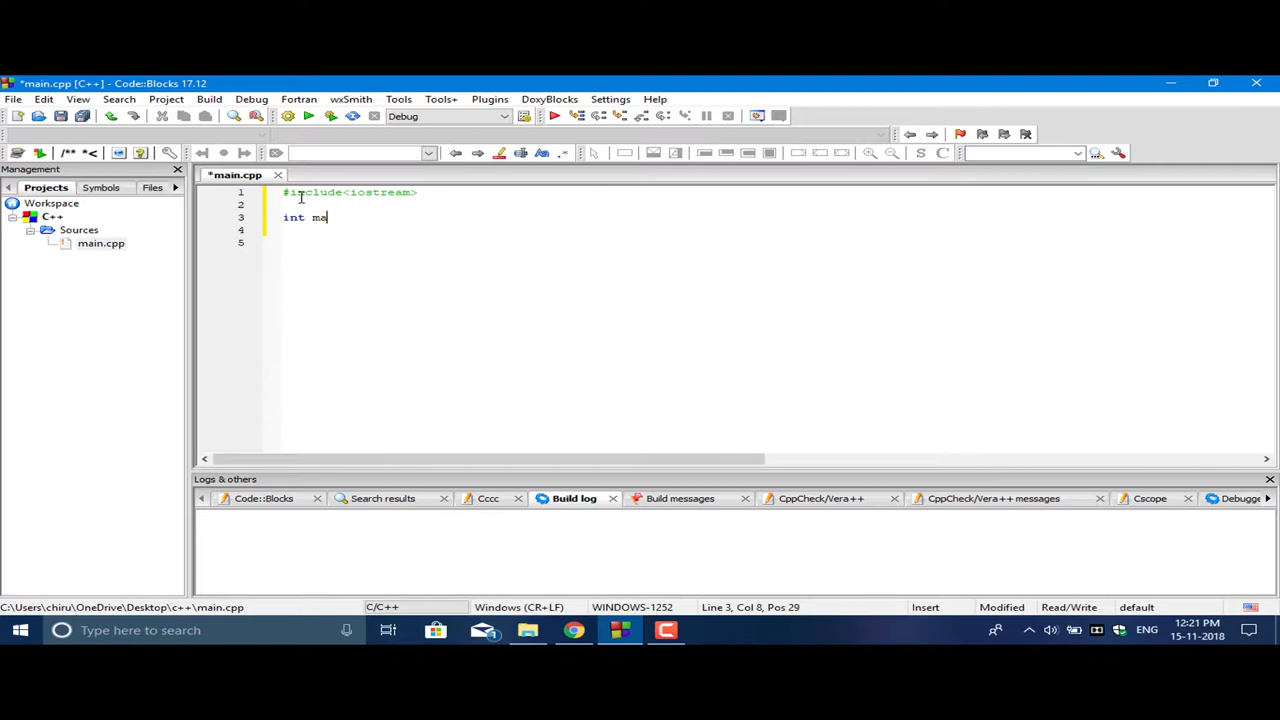 *main.cpp [C++] - Code::Blocks 17.12
File Edit View Search Project Build Debug Fortran wxSmith Tools Tools+ Plugins DoxyBlocks Settings Help
Debug
/** *<
S C
Management
*main.cpp
Projects Symbols Files
Workspace
C++
Sources
main.cpp
1 #include<iostream>
2
3 int ma
4
5
Logs & others
Code::Blocks Search results Cccc Build log Build messages CppCheck/Vera++ CppCheck/Vera++ messages Cscope Debugge
C:\Users\chiru\OneDrive\Desktop\c++\main.cpp C/C++ Windows (CR+LF) WINDOWS-1252 Line 3, Col 8, Pos 29 Insert Modified Read/Write default
Type here to search
1
ENG
12:21 PM
15-11-2018